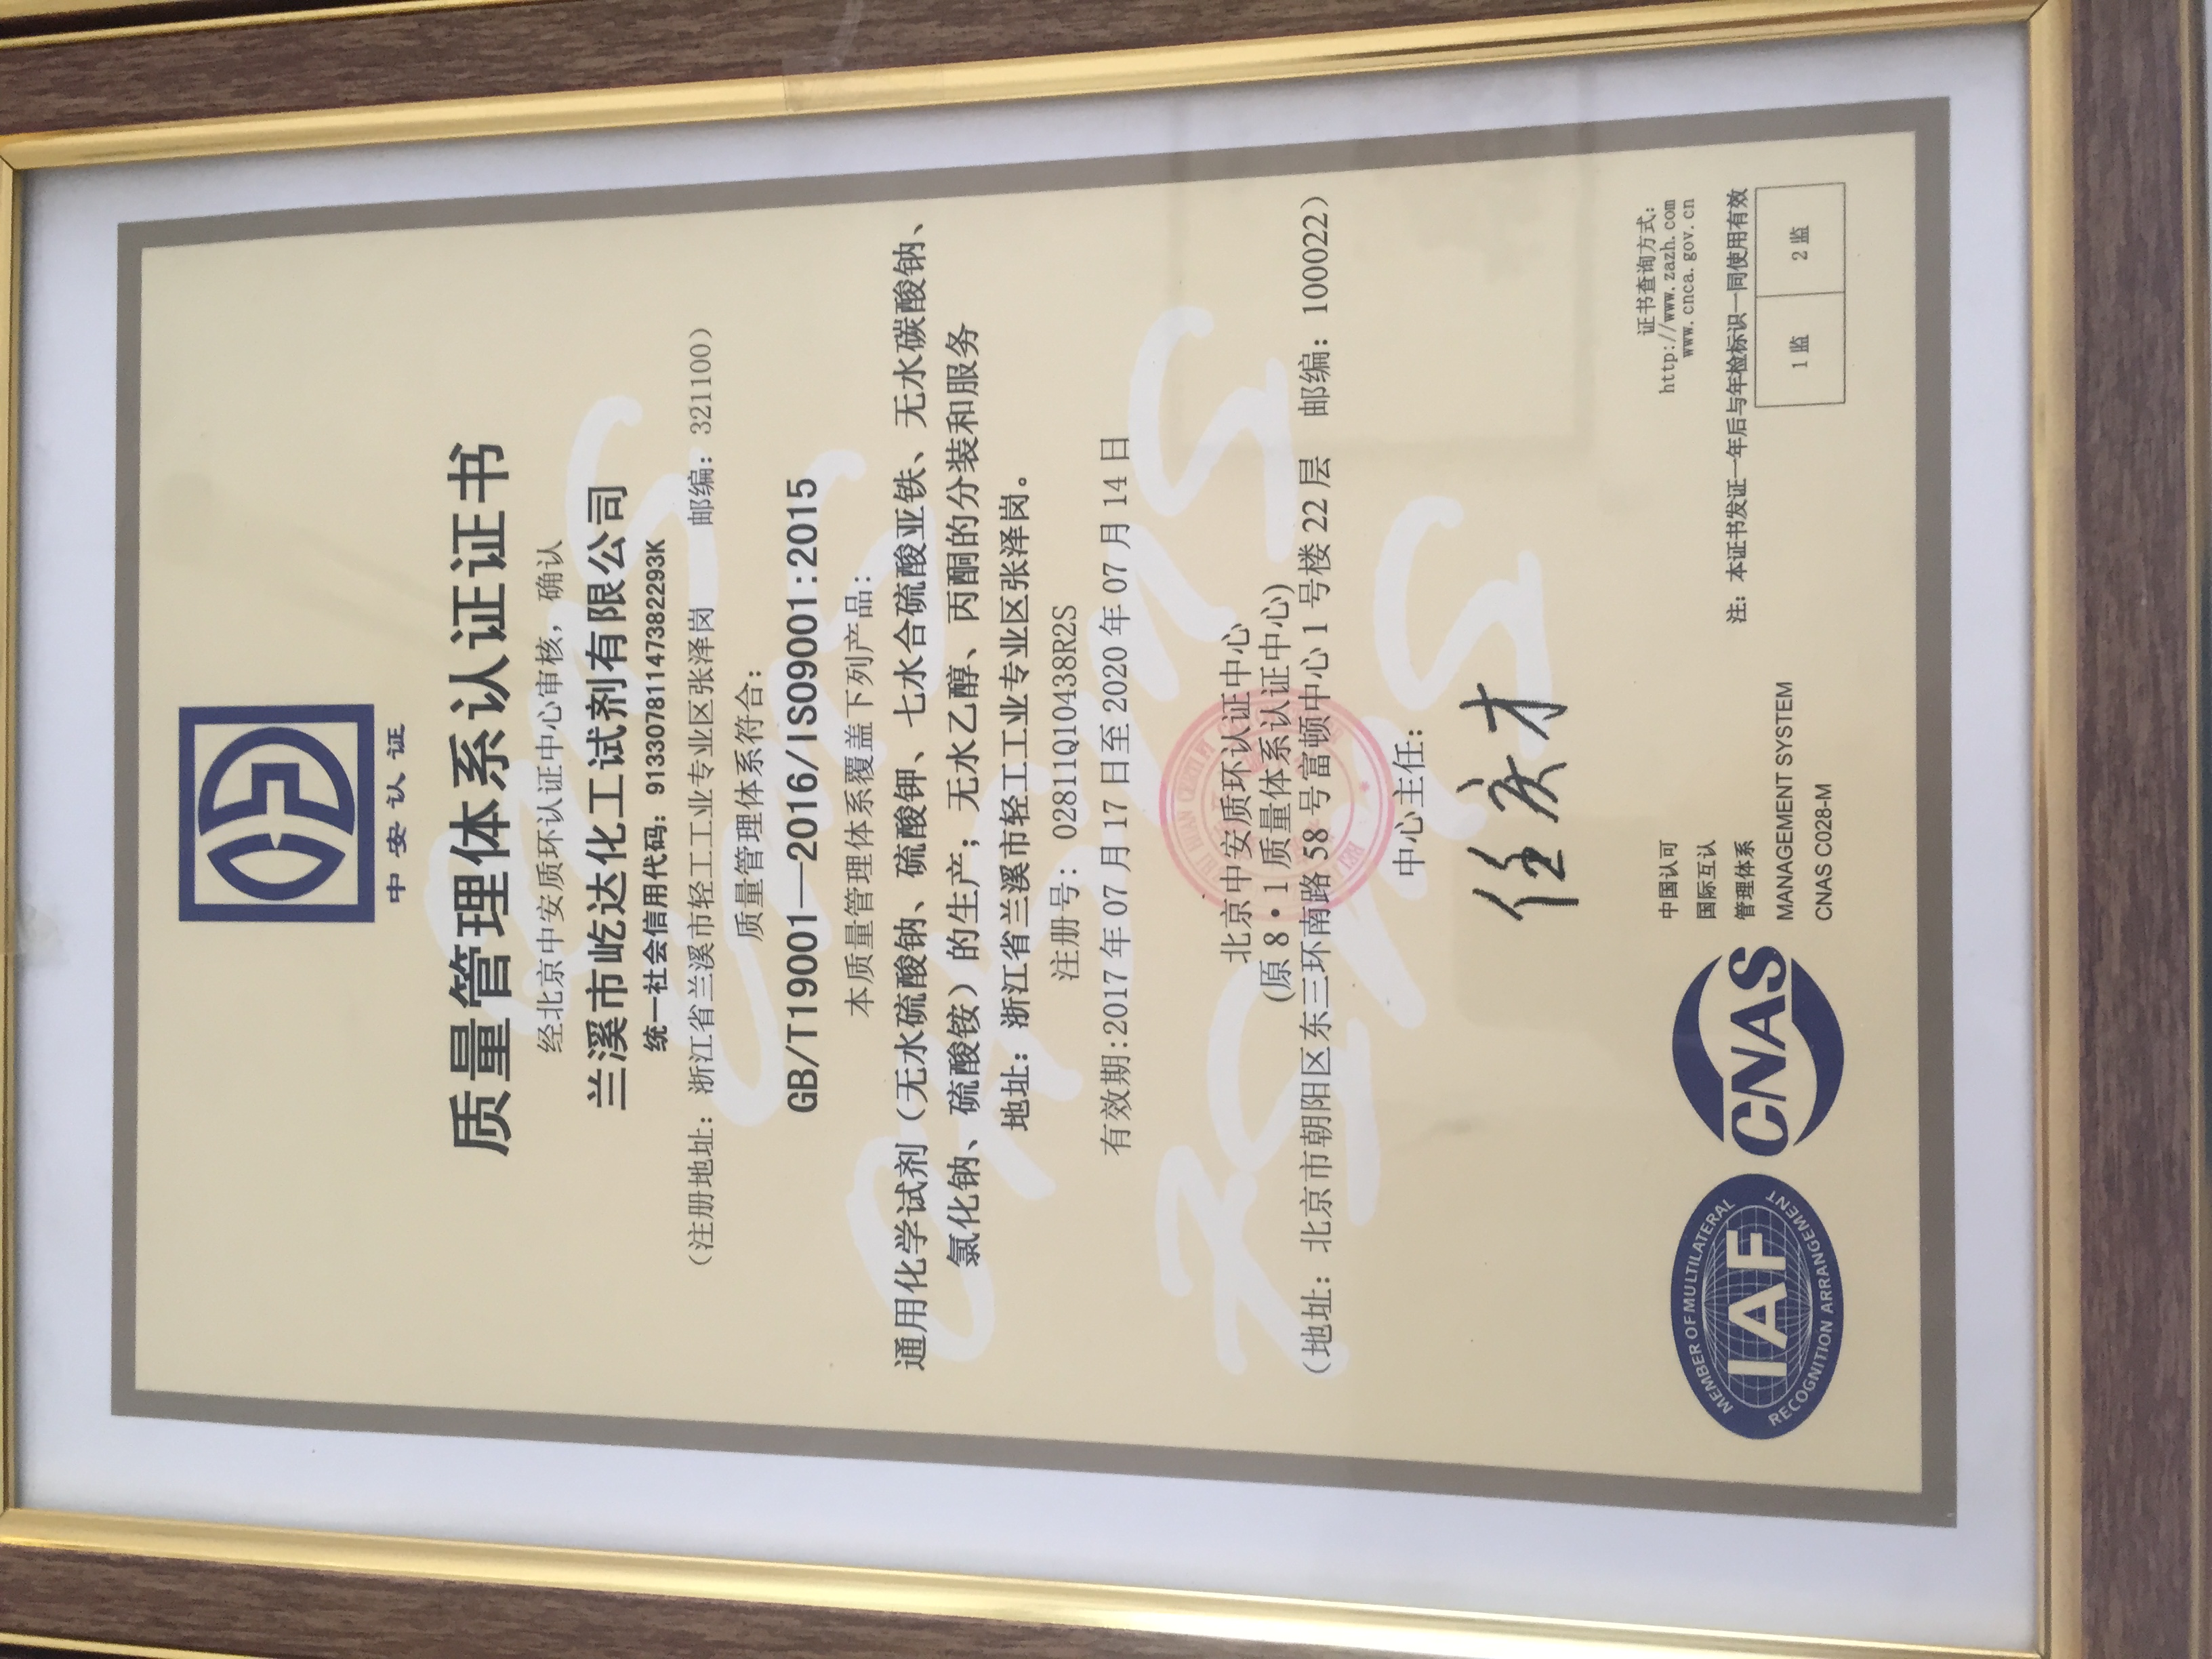 中安认证
质量管理体系认证证书
经北京中安质环认证中心审核，确认
兰溪市屹达化工试剂有限公司
统一社会信用代码：91330781147382293K
（注册地址：浙江省兰溪市轻工工业专业区张泽岗 邮编：321100）
质量管理体系符合：
GB/T19001—2016/ISO9001:2015
本质量管理体系覆盖下列产品：
通用化学试剂（无水硫酸钠、硫酸钾、七水合硫酸亚铁、无水碳酸钠、
氯化钠、硫酸铵）的生产；无水乙醇、丙酮的分装和服务
地址：浙江省兰溪市轻工工业专业区张泽岗。
注册号：02811Q10438R2S
有效期:2017年07月17日至2020年07月14日
北京中安质环认证中心
(原8·1质量体系认证中心)
（地址：北京市朝阳区东三环南路58号富顿中心1号楼22层 邮编：100022）
中心主任：
任庆才
MEMBER OF MULTILATERAL
IAF
RECOGNITION ARRANGEMENT
CNAS
中国认可
国际互认
管理体系
MANAGEMENT SYSTEM
CNAS C028-M
证书查询方式：
http://www.zazh.com
www.cnca.gov.cn
注：本证书发证一年后与年检标识一同使用有效
1监 2监